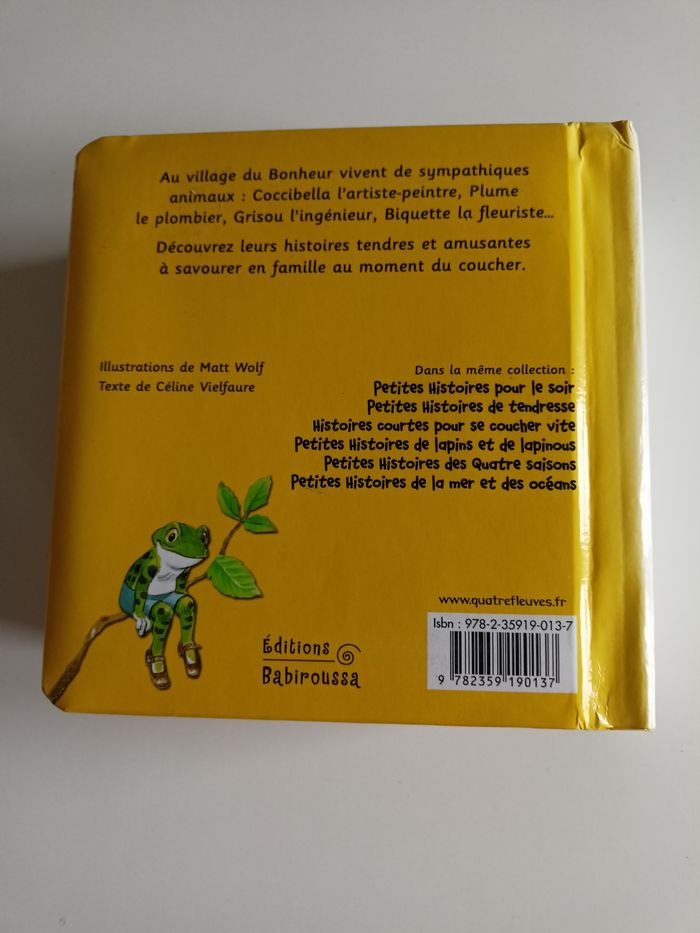 Au village du Bonheur vivent de sympathiques
animaux : Coccibella l'artiste-peintre, Plume
le plombier, Grisou l'ingénieur, Biquette la fleuriste...
Découvrez leurs histoires tendres et amusantes
à savourer en famille au moment du coucher.
Illustrations de Matt Wolf
Texte de Céline Vielfaure
Dans la même collection :
Petites Histoires pour le soir
Petites Histoires de tendresse
Histoires courtes pour se coucher vite
Petites Histoires de lapins et de lapinous
Petites Histoires des Quatre saisons
Petites Histoires de la mer et des océans
www.quatrefleuves.fr
Isbn : 978-2-35919-013-7
9 782359 190137
Éditions
Babiroussa